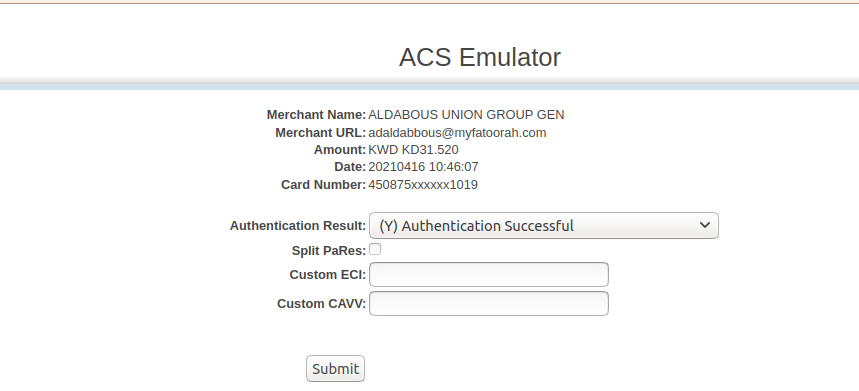 ACS Emulator
Merchant Name: ALDABOUS UNION GROUP GEN
Merchant URL: adaldabbous@myfatoorah.com
Amount: KWD KD31.520
Date: 20210416 10:46:07
Card Number: 450875xxxxxx1019
Authentication Result: (Y) Authentication Successful
Split PaRes:
Custom ECI:
Custom CAVV:
Submit